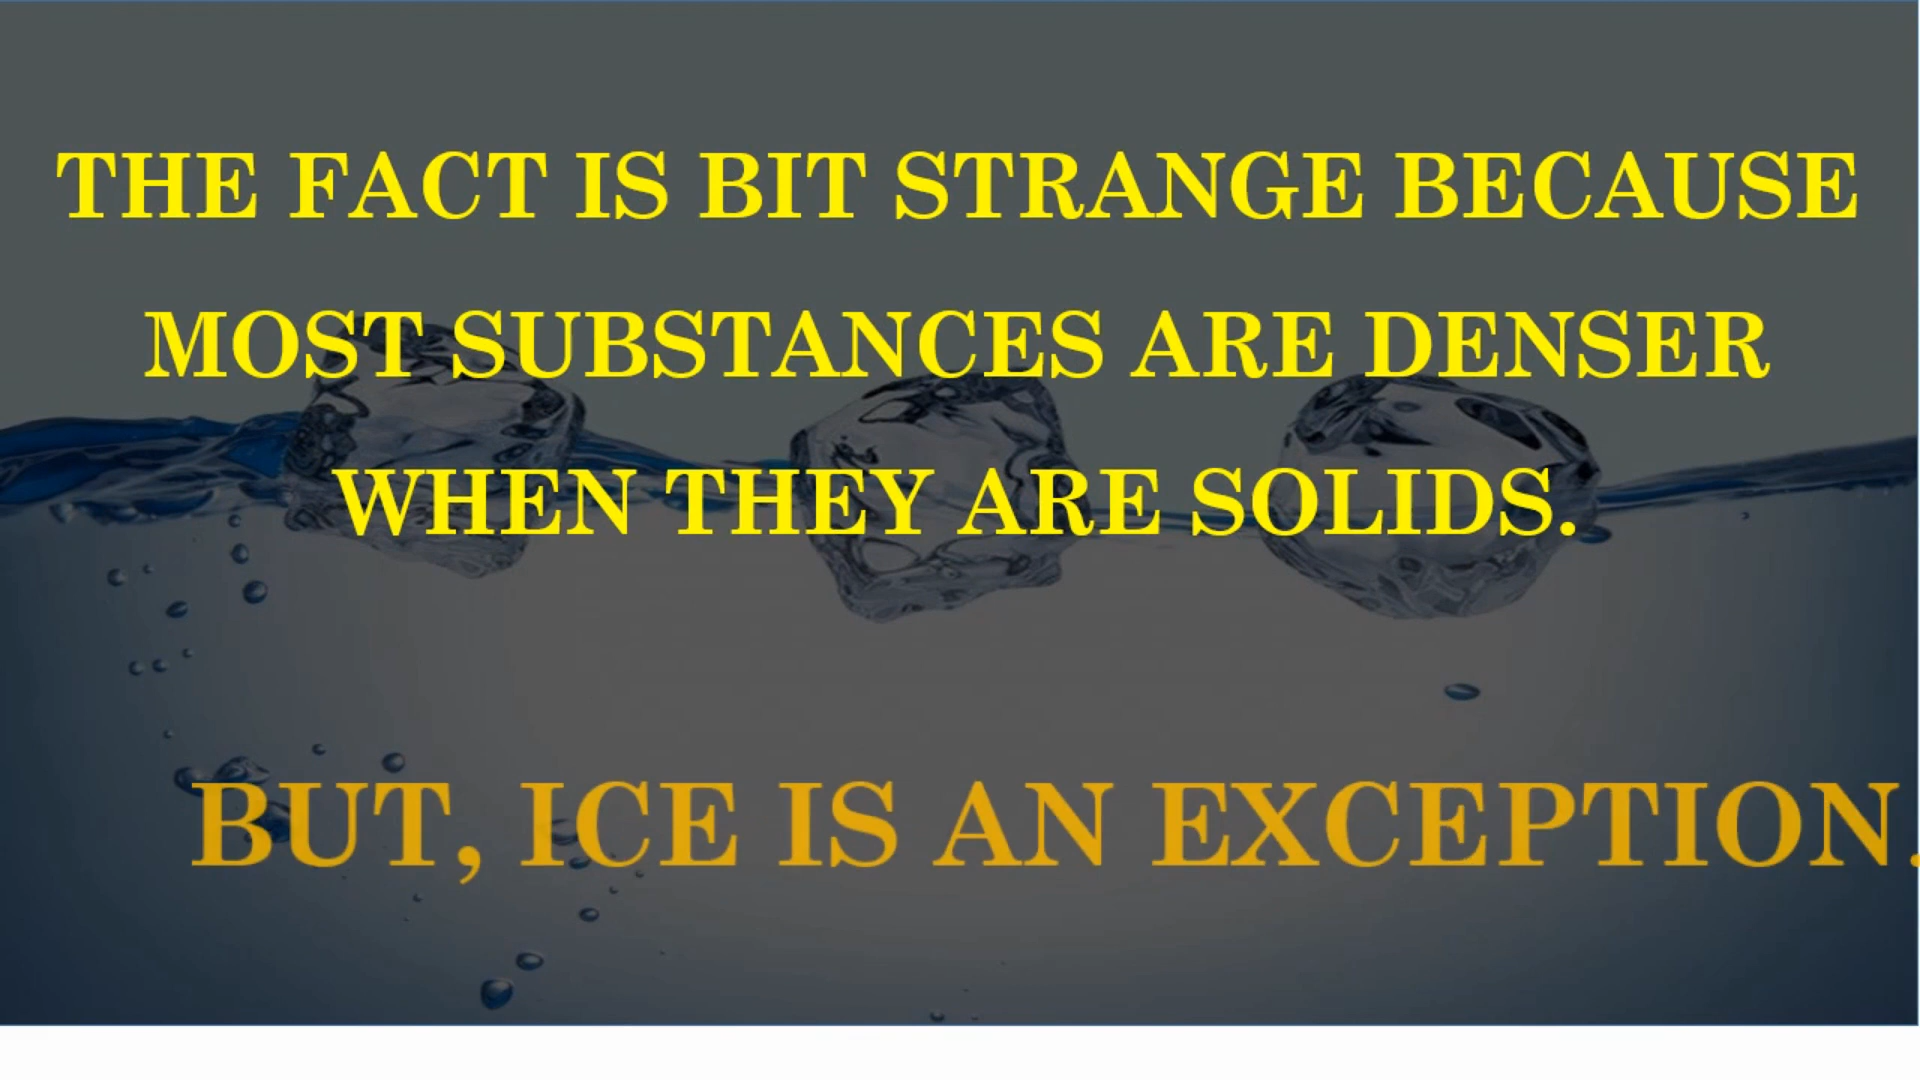 THE FACT IS BIT STRANGE BECAUSE
MOST SUBSTANCES ARE DENSER
WHEN THEY ARE SOLIDS.
BUT, ICE IS AN EXCEPTION.